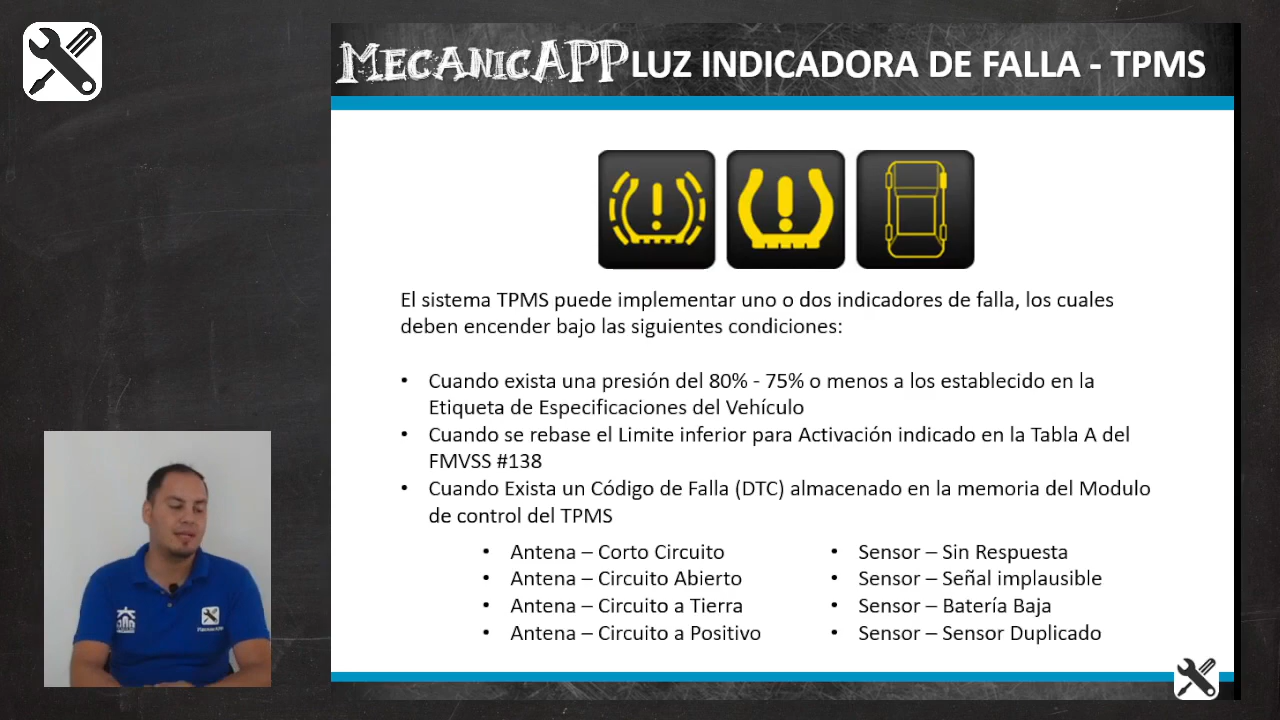 MECANICAPP LUZ INDICADORA DE FALLA - TPMS
El sistema TPMS puede implementar uno o dos indicadores de falla, los cuales
deben encender bajo las siguientes condiciones:
• Cuando exista una presión del 80% - 75% o menos a los establecido en la
Etiqueta de Especificaciones del Vehículo
• Cuando se rebase el Limite inferior para Activación indicado en la Tabla A del
FMVSS #138
• Cuando Exista un Código de Falla (DTC) almacenado en la memoria del Modulo
de control del TPMS
• Antena – Corto Circuito
• Antena – Circuito Abierto
• Antena – Circuito a Tierra
• Antena – Circuito a Positivo
• Sensor – Sin Respuesta
• Sensor – Señal implausible
• Sensor – Batería Baja
• Sensor – Sensor Duplicado